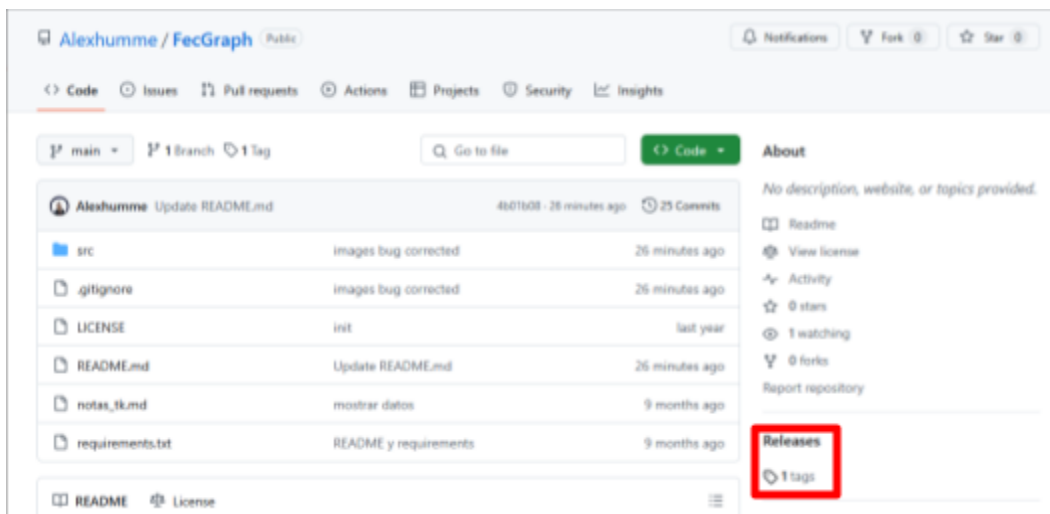 Alexhumme / FecGraph Public
Notifications Fork 0 Star 0
Code Issues Pull requests Actions Projects Security Insights
main 1 Branch 1 Tag Go to file Code
Alexhumme Update README.md 4b01b08 · 26 minutes ago 25 Commits
src images bug corrected 26 minutes ago
.gitignore images bug corrected 26 minutes ago
LICENSE init last year
README.md Update README.md 26 minutes ago
notas_tk.md mostrar datos 9 months ago
requirements.txt README y requirements 9 months ago
README License
About
No description, website, or topics provided.
Readme
View license
Activity
0 stars
1 watching
0 forks
Report repository
Releases
1 tags